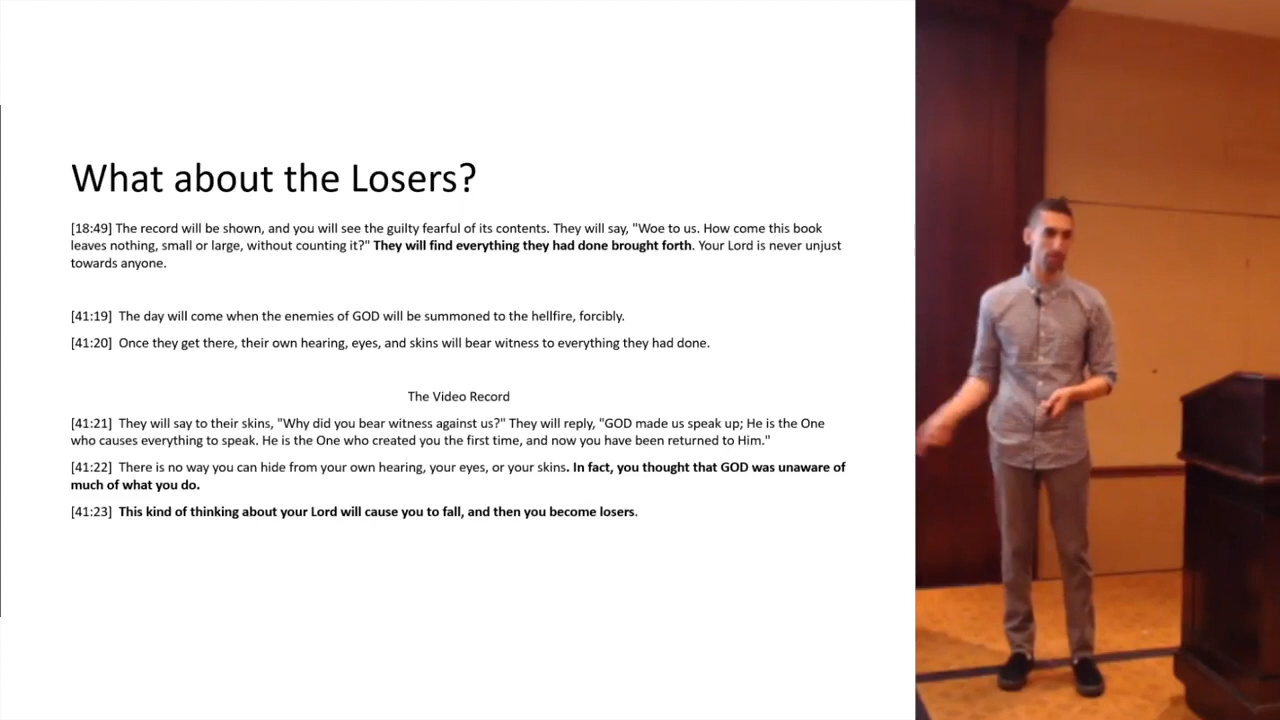 What about the Losers?
[18:49] The record will be shown, and you will see the guilty fearful of its contents. They will say, "Woe to us. How come this book
leaves nothing, small or large, without counting it?" They will find everything they had done brought forth. Your Lord is never unjust
towards anyone.
[41:19]  The day will come when the enemies of GOD will be summoned to the hellfire, forcibly.
[41:20]  Once they get there, their own hearing, eyes, and skins will bear witness to everything they had done.
The Video Record
[41:21]  They will say to their skins, "Why did you bear witness against us?" They will reply, "GOD made us speak up; He is the One
who causes everything to speak. He is the One who created you the first time, and now you have been returned to Him."
[41:22]  There is no way you can hide from your own hearing, your eyes, or your skins. In fact, you thought that GOD was unaware of
much of what you do.
[41:23]  This kind of thinking about your Lord will cause you to fall, and then you become losers.